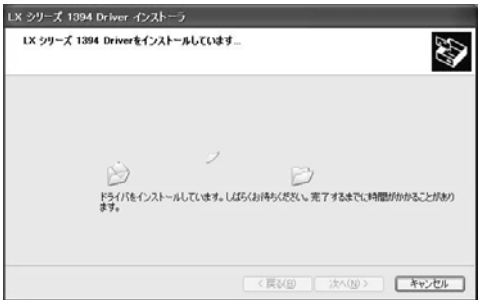 LX シリーズ 1394 Driver インストーラ
LX シリーズ 1394 Driverをインストールしています...
ドライバをインストールしています。しばらくお待ちください。完了するまでに時間がかかることがあり
ます。
< 戻る(B) 次へ(N) > キャンセル